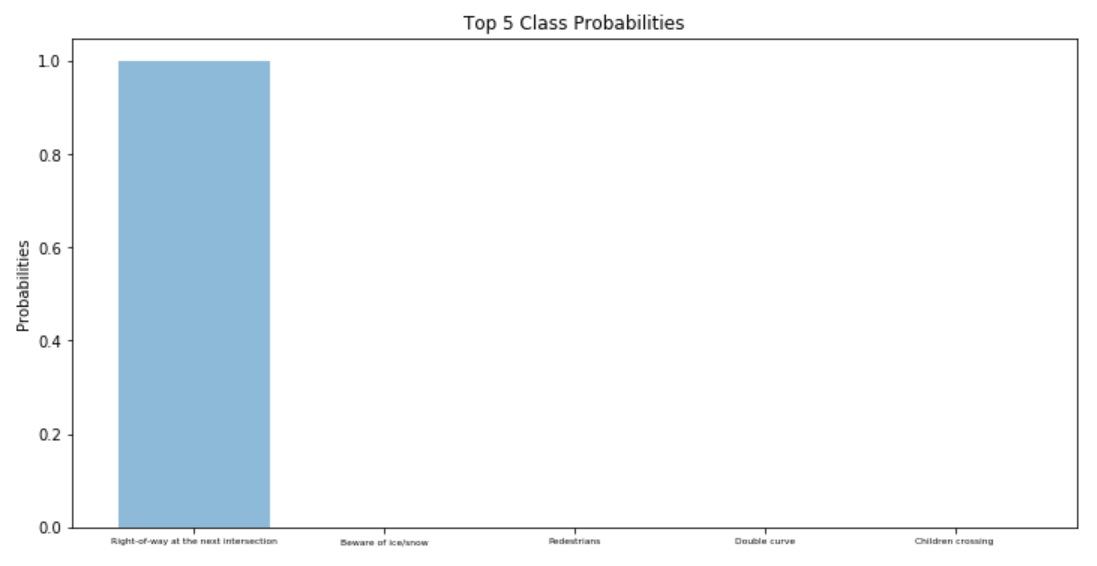 Top 5 Class Probabilities
Probabilities
1.0
0.8
0.6
0.4
0.2
0.0
Right-of-way at the next intersection Beware of ice/snow Pedestrians Double curve Children crossing